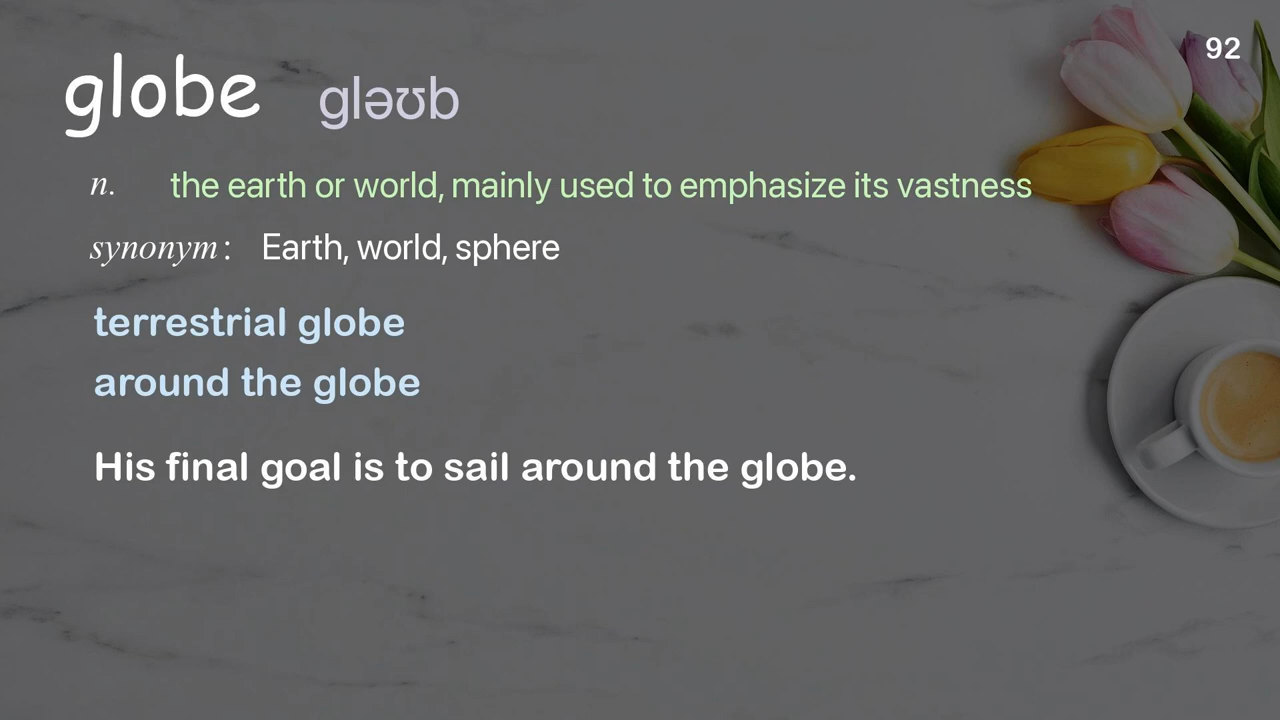 92
globe gləʊb
n. the earth or world, mainly used to emphasize its vastness
synonym: Earth, world, sphere
terrestrial globe
around the globe
His final goal is to sail around the globe.